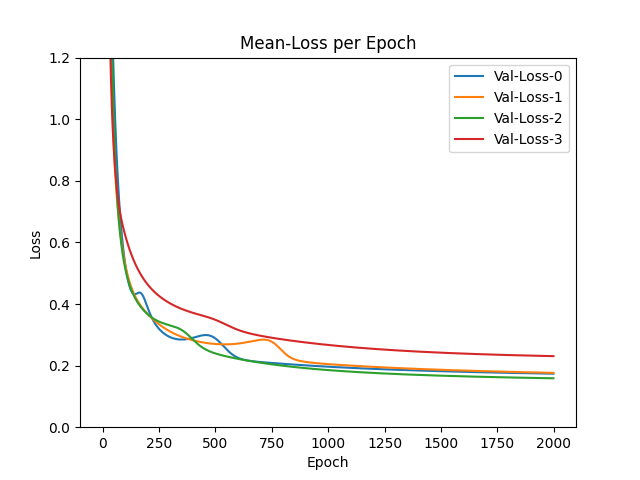 Mean-Loss per Epoch
Val-Loss-0
Val-Loss-1
Val-Loss-2
Val-Loss-3
1.2
1.0
0.8
0.6
0.4
0.2
0.0
Loss
0 250 500 750 1000 1250 1500 1750 2000
Epoch